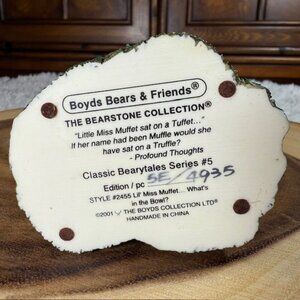 Boyds Bears & Friends®
THE BEARSTONE COLLECTION®
"Little Miss Muffet sat on a Tuffet..."
If her name had been Muffle would she
have sat on a Truffle?
- Profound Thoughts
Classic Bearytales Series #5
Edition / pc 5E/4935
STYLE #2455 Lil' Miss Muffet... What's
in the Bowl?
©2001 THE BOYDS COLLECTION LTD®
HANDMADE IN CHINA